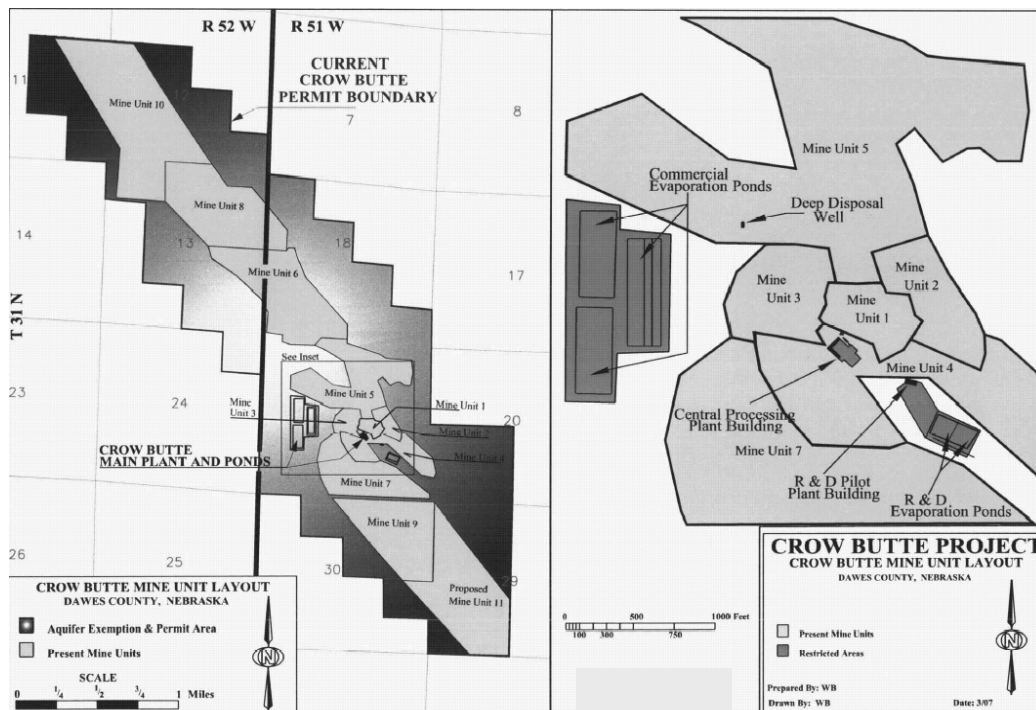 R 52 W
R 51 W
CURRENT
CROW BUTTE
PERMIT BOUNDARY
11
12
7
8
Mine Unit 10
Mine Unit 8
14
13
18
17
Mine Unit 6
T 31 N
See Inset
23
24
20
Mine Unit 5
Mine
Unit 3
Mine Unit 1
Mine Unit 2
Mine Unit 4
CROW BUTTE
MAIN PLANT AND PONDS
Mine Unit 7
Mine Unit 9
26
25
30
29
Proposed
Mine Unit 11
CROW BUTTE MINE UNIT LAYOUT
DAWES COUNTY, NEBRASKA
Aquifer Exemption & Permit Area
Present Mine Units
N
SCALE
0 1/4 1/2 3/4 1 Miles
Mine Unit 5
Commercial
Evaporation Ponds
Deep Disposal
Well
Mine
Unit 3
Mine
Unit 2
Mine
Unit 1
Mine Unit 4
Central Processing
Plant Building
Mine Unit 7
R & D Pilot
Plant Building
R & D
Evaporation Ponds
0 500 1000 Feet
100 300 750
CROW BUTTE PROJECT
CROW BUTTE MINE UNIT LAYOUT
DAWES COUNTY, NEBRASKA
Present Mine Units
Restricted Areas
N
Prepared By: WB
Drawn By: WB
Date: 3/07